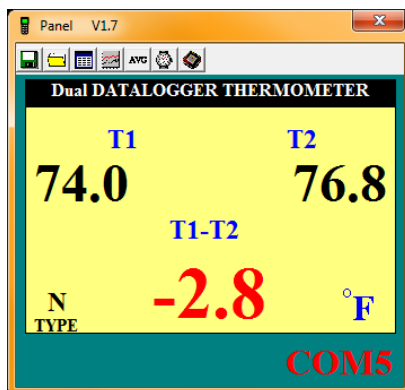 Panel V1.7
AVG
Dual DATALOGGER THERMOMETER
T1 T2
74.0 76.8
T1-T2
N -2.8 °F
TYPE
COM5